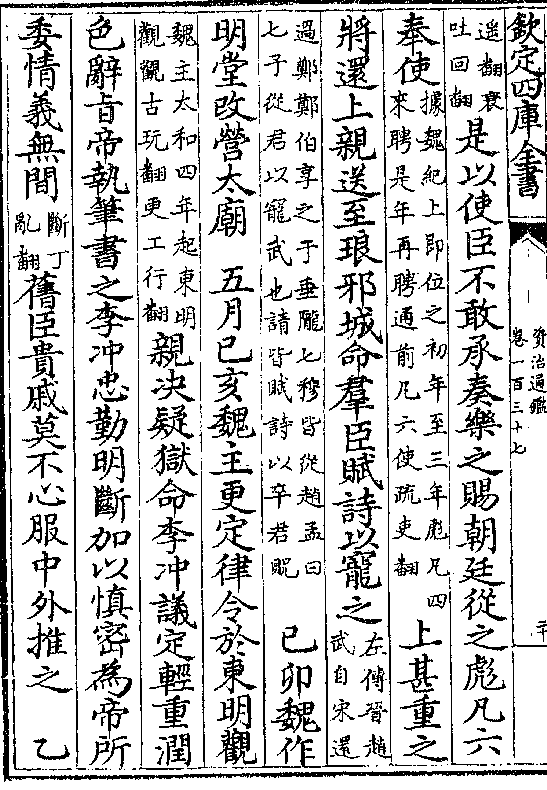 欽定四庫全書
資治通鑑
卷一百三十七
二十
遥翻衰
吐回翻
是以使臣不敢承奏樂之賜朝廷從之彪凡六
奉使
據魏紀上即位之初年至三年彪凡四
來聘是年再聘通前凡六使疏吏翻
上甚重之
將還上親送至琅邪城命羣臣賦詩以寵之
左傳晉趙
武自宋還
過鄭鄭伯享之于垂隴七穆皆從趙孟曰
七子從君以寵武也請皆賦詩以卒君貺
己卯魏作
明堂改營太廟　五月己亥魏主更定律令於東明觀
魏主太和四年起東明
觀觀古玩翻更工行翻
親决疑獄命李冲議定輕重潤
色辭旨帝執筆書之李冲忠勤明斷加以慎密為帝所
委情義無間
斷丁
亂翻
舊臣貴戚莫不心服中外推之　乙